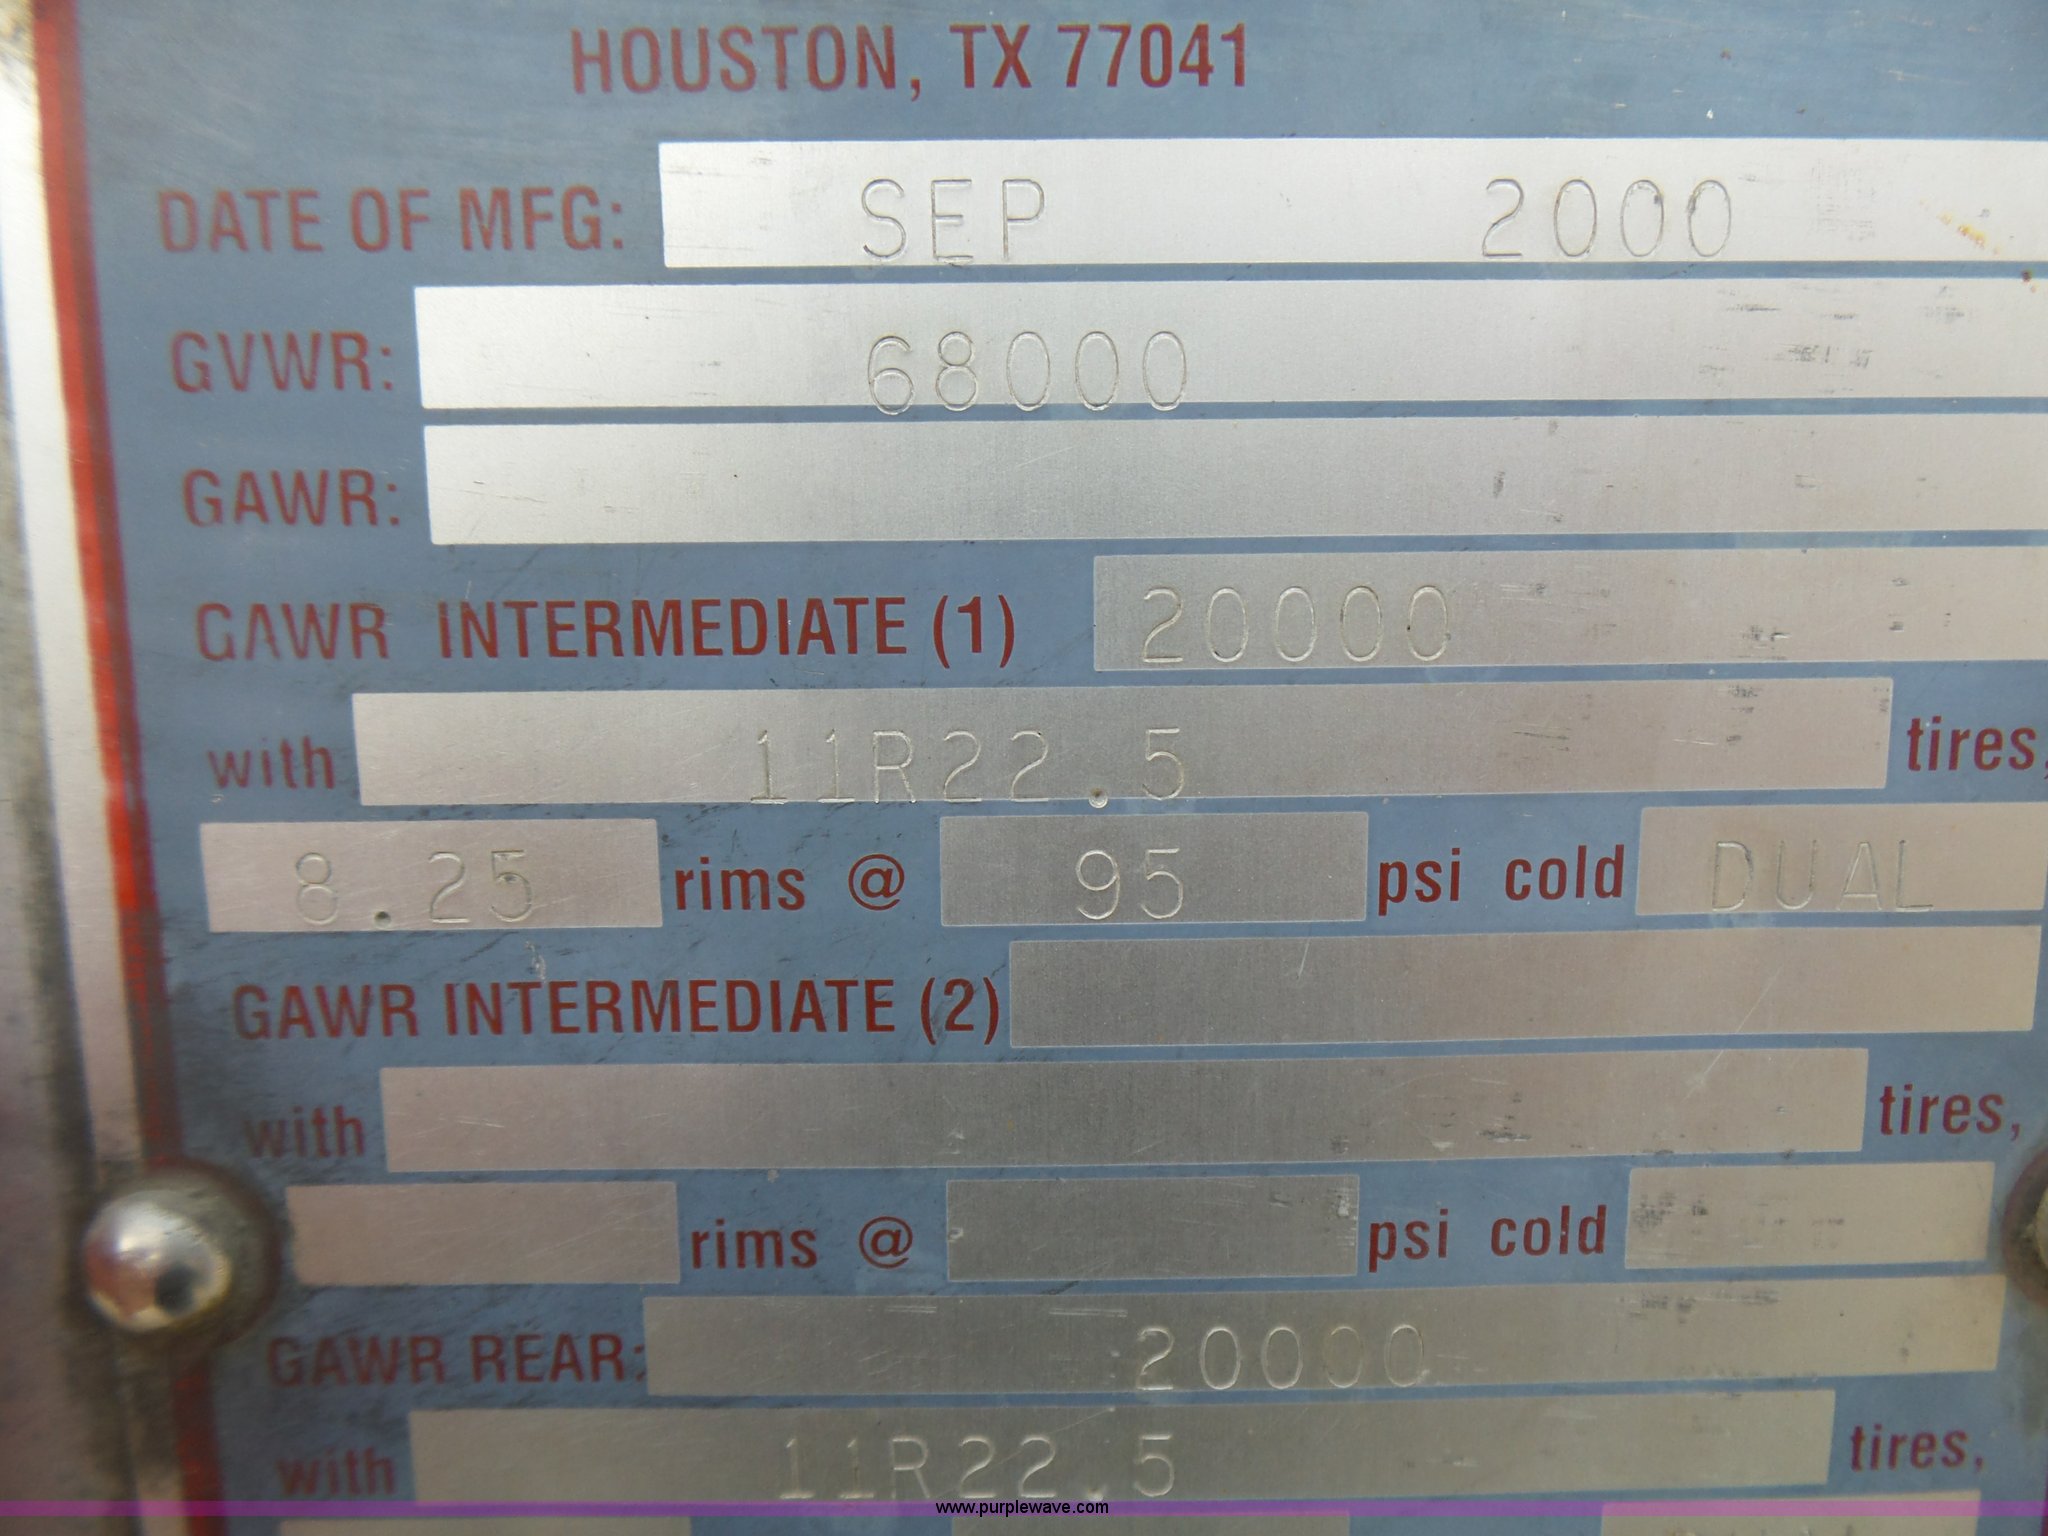 HOUSTON, TX 77041
DATE OF MFG: SEP 2000
GVWR: 68000
GAWR:
GAWR INTERMEDIATE (1) 20000
with 11R22.5 tires,
8.25 rims @ 95 psi cold DUAL
GAWR INTERMEDIATE (2)
with tires,
rims @ psi cold
GAWR REAR: 20000
with 11R22.5 tires,
www.purplewave.com